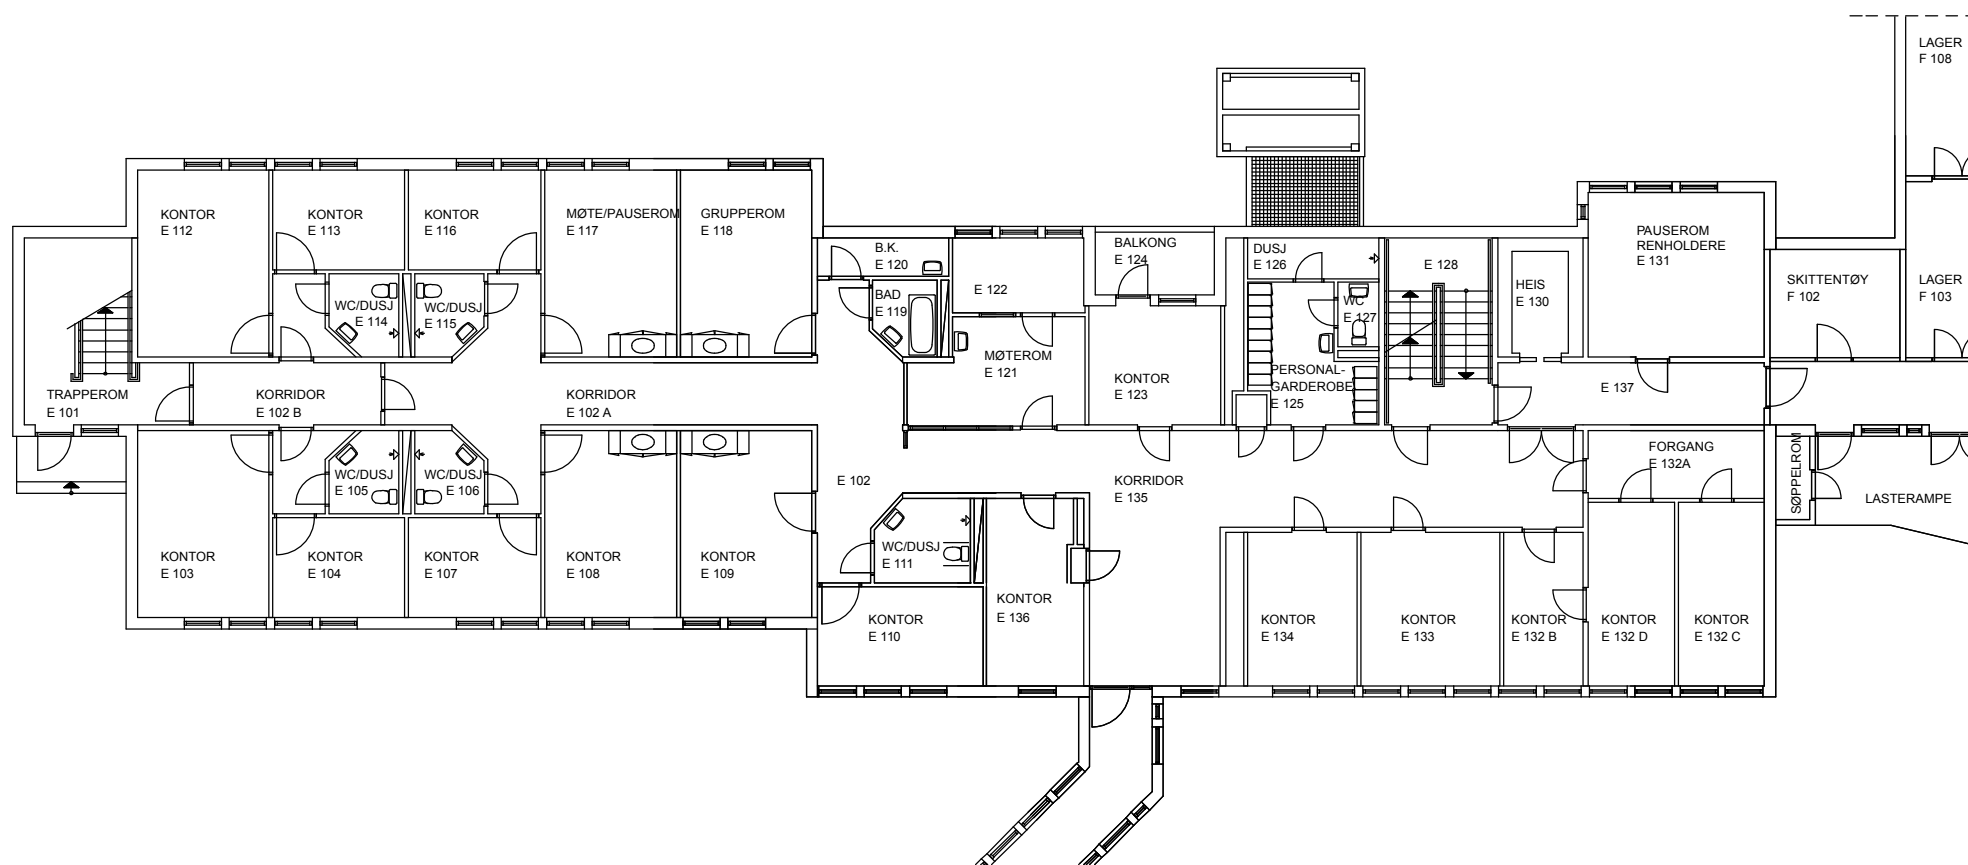 LAGER
F 108
KONTOR
E 112
KONTOR
E 113
KONTOR
E 116
MØTE/PAUSEROM
E 117
GRUPPEROM
E 118
B.K.
E 120
BALKONG
E 124
DUSJ
E 126
E 128
PAUSEROM
RENHOLDERE
E 131
HEIS
E 130
SKITTENTØY
F 102
LAGER
F 103
E 122
BAD
E 119
WC/DUSJ
E 114
WC/DUSJ
E 115
WC
E 127
MØTEROM
E 121
KONTOR
E 123
PERSONAL-
GARDEROBE
E 125
E 137
TRAPPEROM
E 101
KORRIDOR
E 102 B
KORRIDOR
E 102 A
FORGANG
E 132A
SØPPELROM
LASTERAMPE
WC/DUSJ
E 105
WC/DUSJ
E 106
E 102
KORRIDOR
E 135
WC/DUSJ
E 111
KONTOR
E 103
KONTOR
E 104
KONTOR
E 107
KONTOR
E 108
KONTOR
E 109
KONTOR
E 110
KONTOR
E 136
KONTOR
E 134
KONTOR
E 133
KONTOR
E 132 B
KONTOR
E 132 D
KONTOR
E 132 C